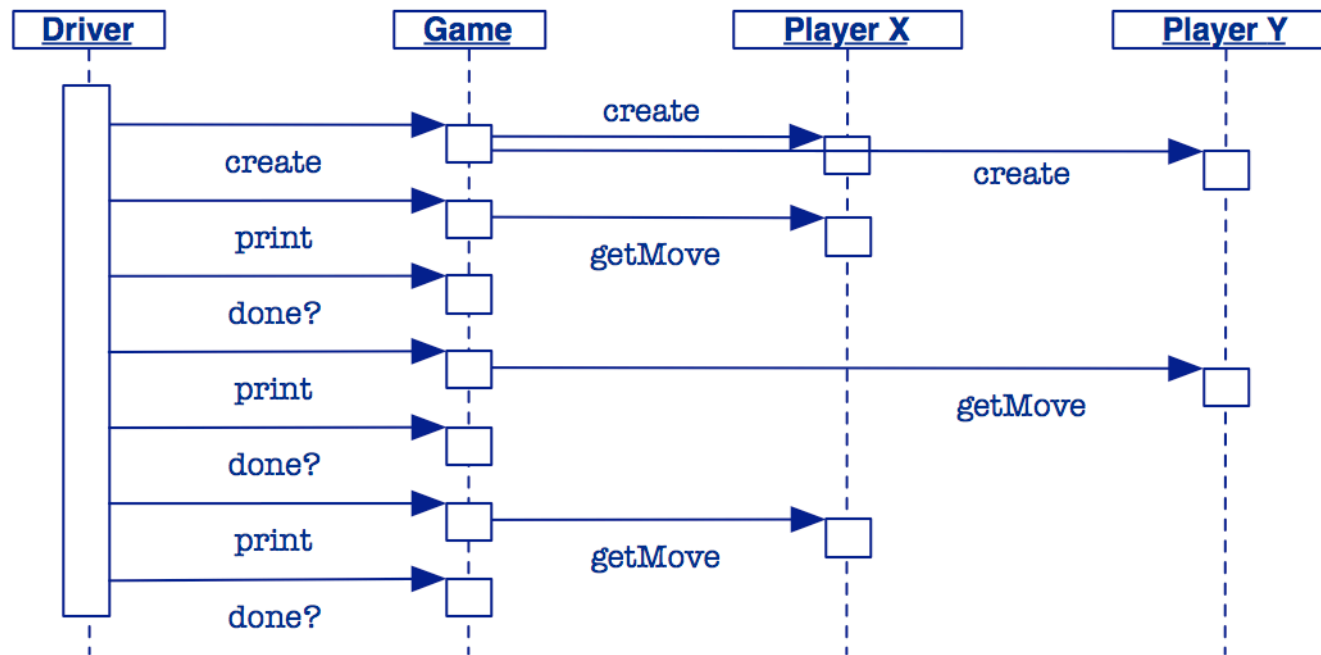 Driver
Game
Player X
Player Y
create
create
create
print
getMove
done?
print
getMove
done?
print
getMove
done?